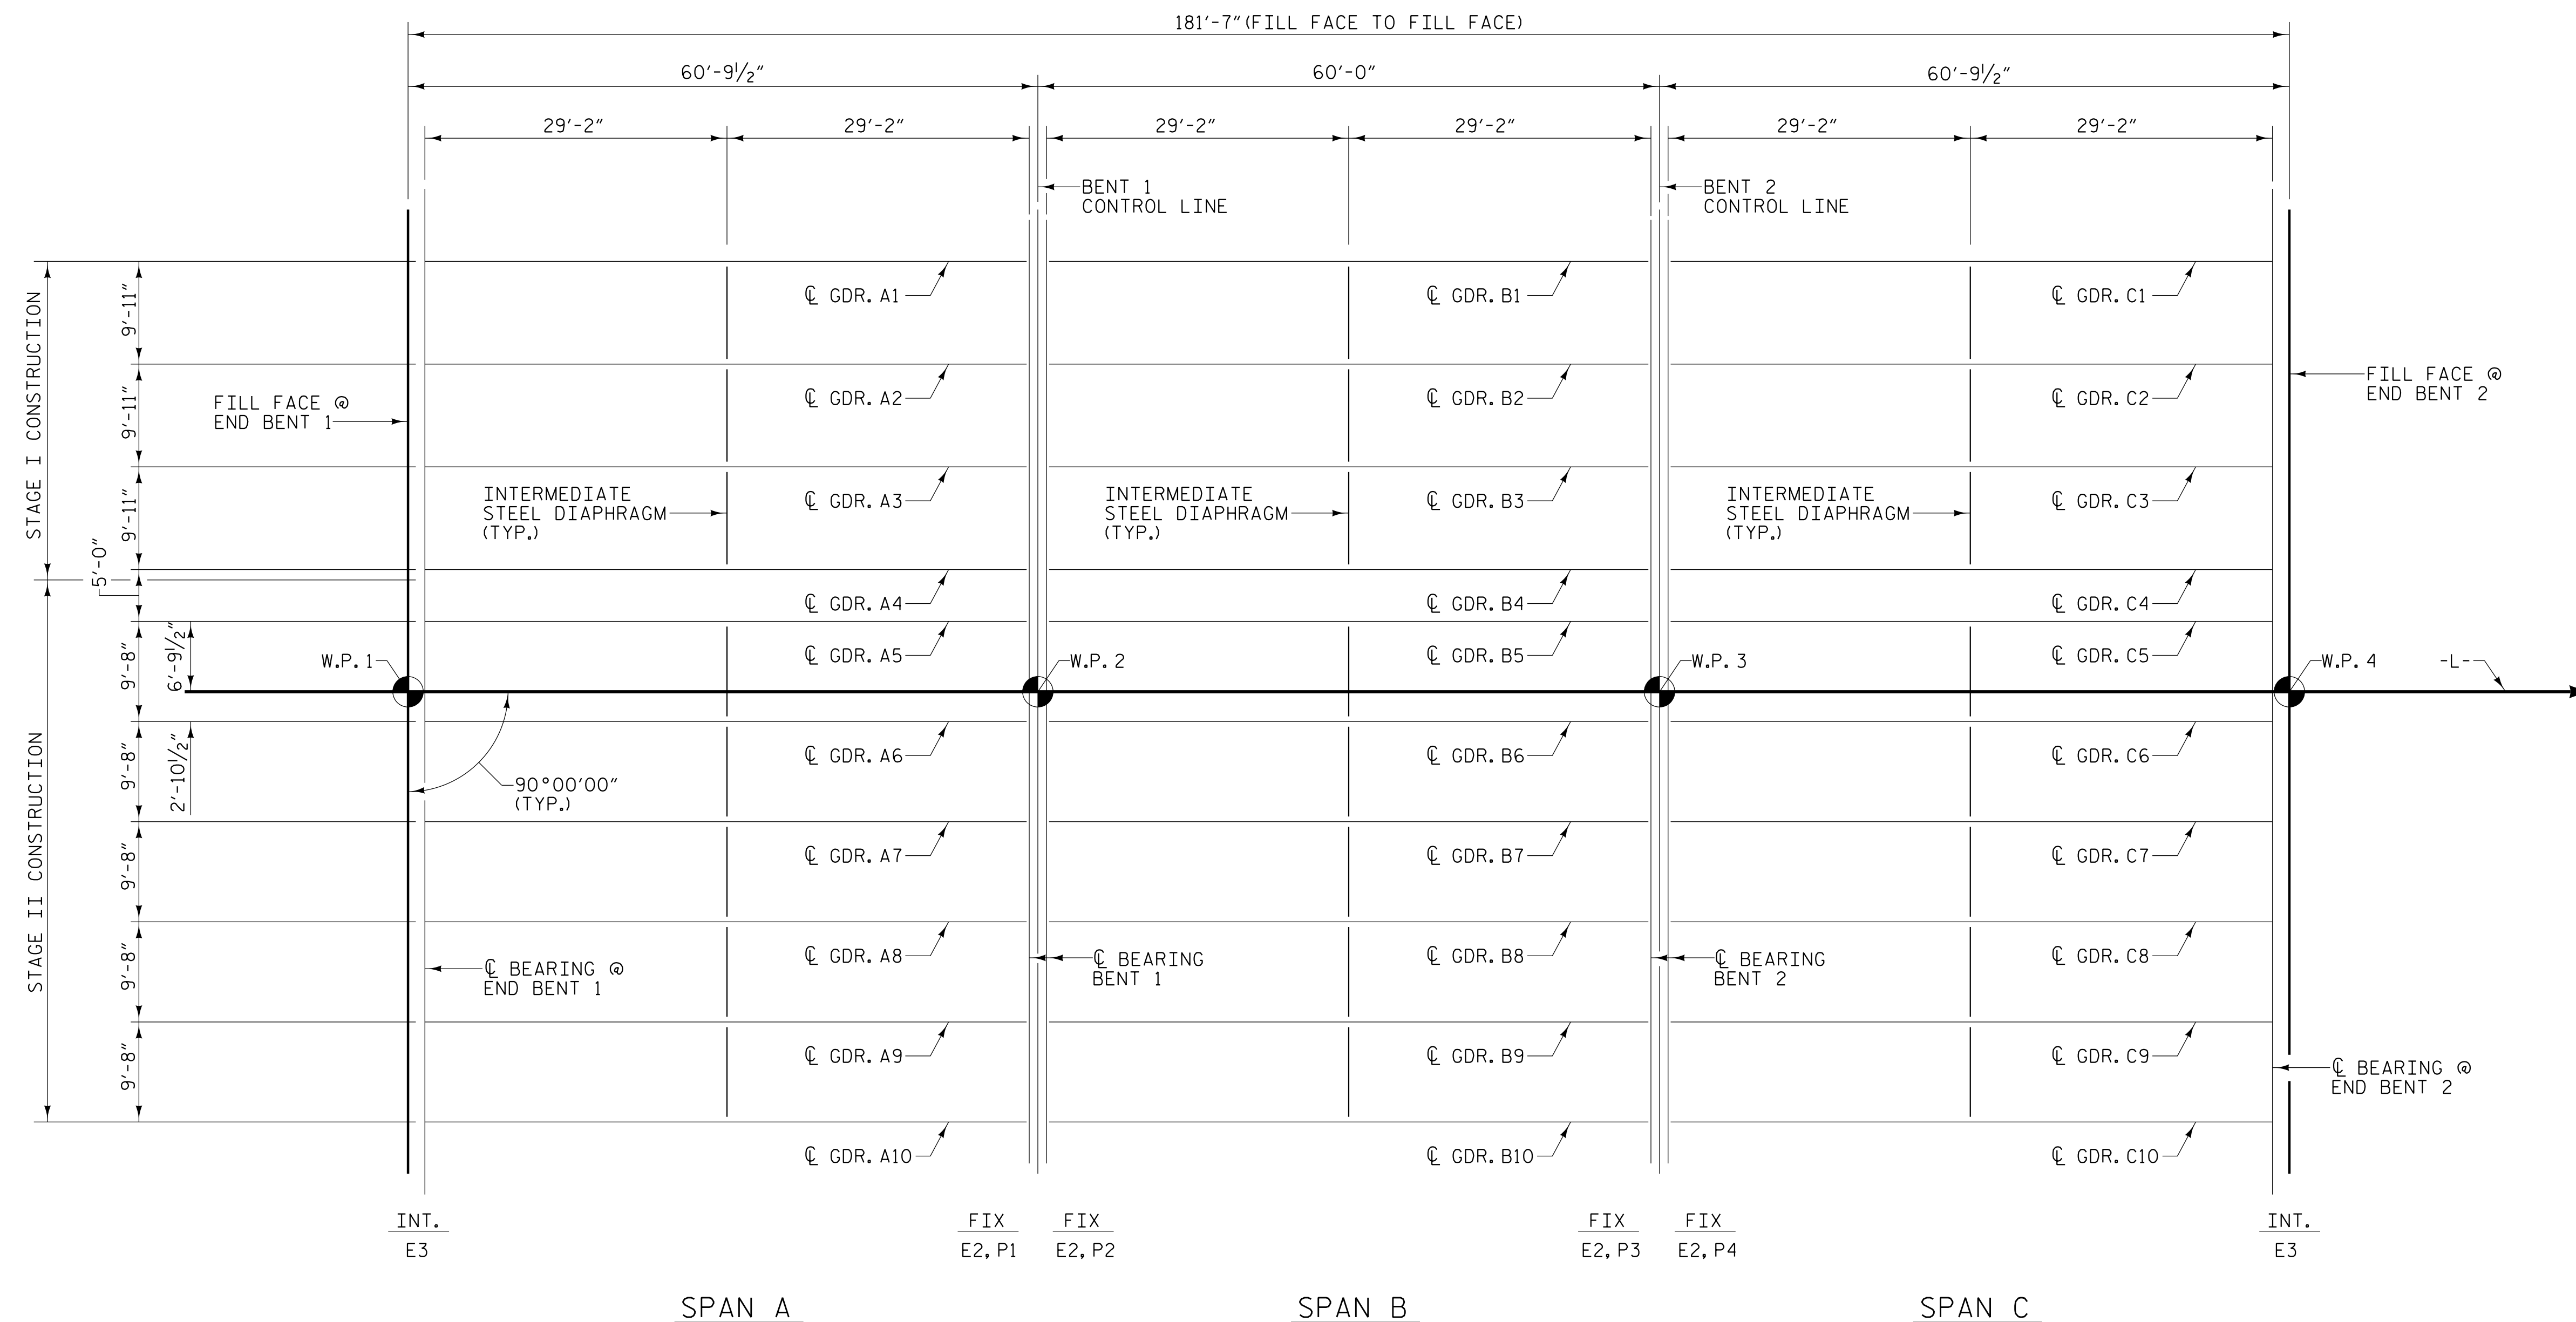 181'-7" (FILL FACE TO FILL FACE)
60'-9 1/2" 60'-0" 60'-9 1/2"
29'-2" 29'-2" 29'-2" 29'-2" 29'-2" 29'-2"
BENT 1
CONTROL LINE
BENT 2
CONTROL LINE
STAGE I CONSTRUCTION
9'-11"
9'-11"
9'-11"
5'-0"
STAGE II CONSTRUCTION
9'-8"
9'-8"
9'-8"
9'-8"
9'-8"
6'-9 1/2"
2'-10 1/2"
℄ GDR. A1 ℄ GDR. B1 ℄ GDR. C1
FILL FACE @
END BENT 1
℄ GDR. A2 ℄ GDR. B2 ℄ GDR. C2
FILL FACE @
END BENT 2
INTERMEDIATE
STEEL DIAPHRAGM
(TYP.)
℄ GDR. A3
INTERMEDIATE
STEEL DIAPHRAGM
(TYP.)
℄ GDR. B3
INTERMEDIATE
STEEL DIAPHRAGM
(TYP.)
℄ GDR. C3
℄ GDR. A4 ℄ GDR. B4 ℄ GDR. C4
℄ GDR. A5 ℄ GDR. B5 ℄ GDR. C5
W.P. 1 W.P. 2 W.P. 3 W.P. 4 -L-
℄ GDR. A6 ℄ GDR. B6 ℄ GDR. C6
90°00'00"
(TYP.)
℄ GDR. A7 ℄ GDR. B7 ℄ GDR. C7
℄ GDR. A8 ℄ GDR. B8 ℄ GDR. C8
℄ BEARING @
END BENT 1
℄ BEARING
BENT 1
℄ BEARING
BENT 2
℄ GDR. A9 ℄ GDR. B9 ℄ GDR. C9
℄ BEARING @
END BENT 2
℄ GDR. A10 ℄ GDR. B10 ℄ GDR. C10
INT. FIX FIX FIX FIX INT.
E3 E2, P1 E2, P2 E2, P3 E2, P4 E3
SPAN A SPAN B SPAN C